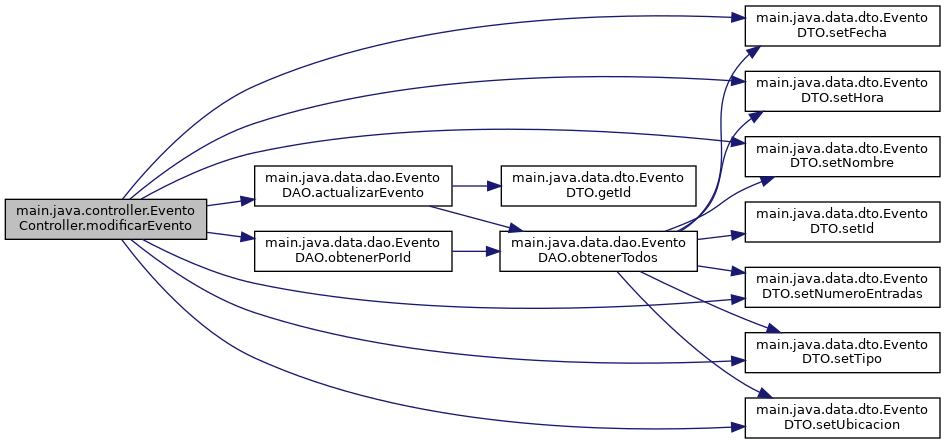 main.java.controller.Evento
Controller.modificarEvento
main.java.data.dao.Evento
DAO.actualizarEvento
main.java.data.dao.Evento
DAO.obtenerPorId
main.java.data.dto.Evento
DTO.getId
main.java.data.dao.Evento
DAO.obtenerTodos
main.java.data.dto.Evento
DTO.setFecha
main.java.data.dto.Evento
DTO.setHora
main.java.data.dto.Evento
DTO.setNombre
main.java.data.dto.Evento
DTO.setId
main.java.data.dto.Evento
DTO.setNumeroEntradas
main.java.data.dto.Evento
DTO.setTipo
main.java.data.dto.Evento
DTO.setUbicacion